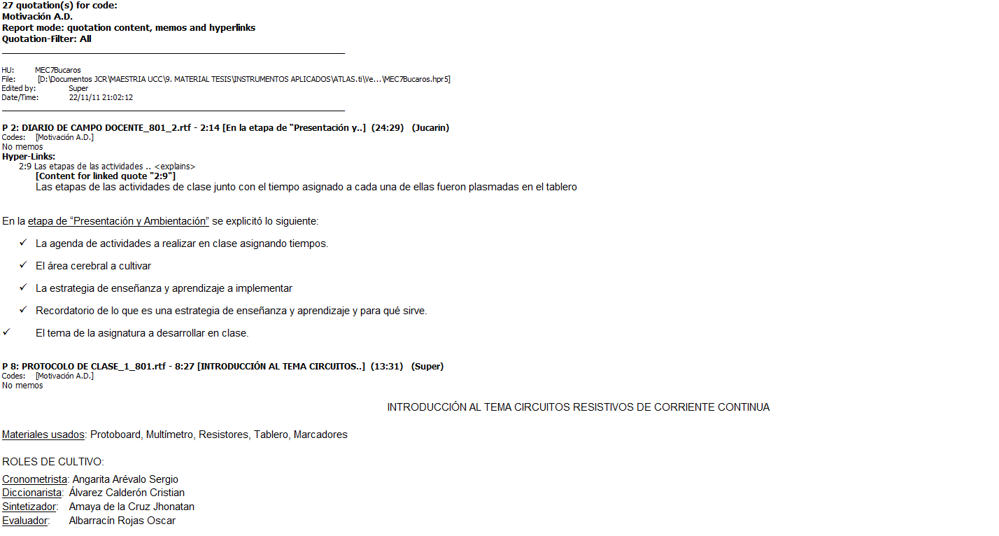 27 quotation(s) for code:
Motivación A.D.
Report mode: quotation content, memos and hyperlinks
Quotation-Filter: All
HU: MEC7Bucaros
File: [D:\Documentos JCR\MAESTRIA UCC\9. MATERIAL TESIS\INSTRUMENTOS APLICADOS\ATLAS.ti\Ve...\MEC7Bucaros.hpr5]
Edited by: Super
Date/Time: 22/11/11 21:02:12
P 2: DIARIO DE CAMPO DOCENTE_801_2.rtf - 2:14 [En la etapa de “Presentación y..] (24:29) (Jucarin)
Codes: [Motivación A.D.]
No memos
Hyper-Links:
2:9 Las etapas de las actividades .. <explains>
[Content for linked quote "2:9"]
Las etapas de las actividades de clase junto con el tiempo asignado a cada una de ellas fueron plasmadas en el tablero
En la etapa de “Presentación y Ambientación” se explicitó lo siguiente:
✓ La agenda de actividades a realizar en clase asignando tiempos.
✓ El área cerebral a cultivar
✓ La estrategia de enseñanza y aprendizaje a implementar
✓ Recordatorio de lo que es una estrategia de enseñanza y aprendizaje y para qué sirve.
✓ El tema de la asignatura a desarrollar en clase.
P 8: PROTOCOLO DE CLASE_1_801.rtf - 8:27 [INTRODUCCIÓN AL TEMA CIRCUITOS..] (13:31) (Super)
Codes: [Motivación A.D.]
No memos
INTRODUCCIÓN AL TEMA CIRCUITOS RESISTIVOS DE CORRIENTE CONTINUA
Materiales usados: Protoboard, Multímetro, Resistores, Tablero, Marcadores
ROLES DE CULTIVO:
Cronometrista: Angarita Arévalo Sergio
Diccionarista: Álvarez Calderón Cristian
Sintetizador: Amaya de la Cruz Jhonatan
Evaluador: Albarracín Rojas Oscar